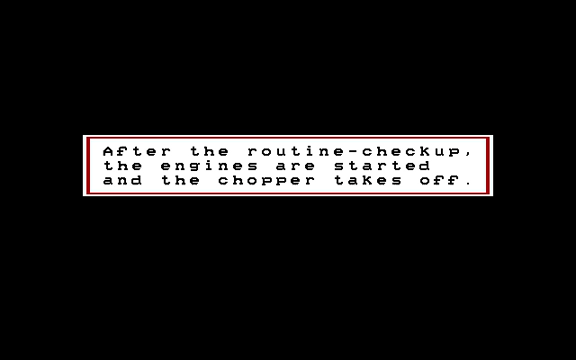 After the routine-checkup,
the engines are started
and the chopper takes off.